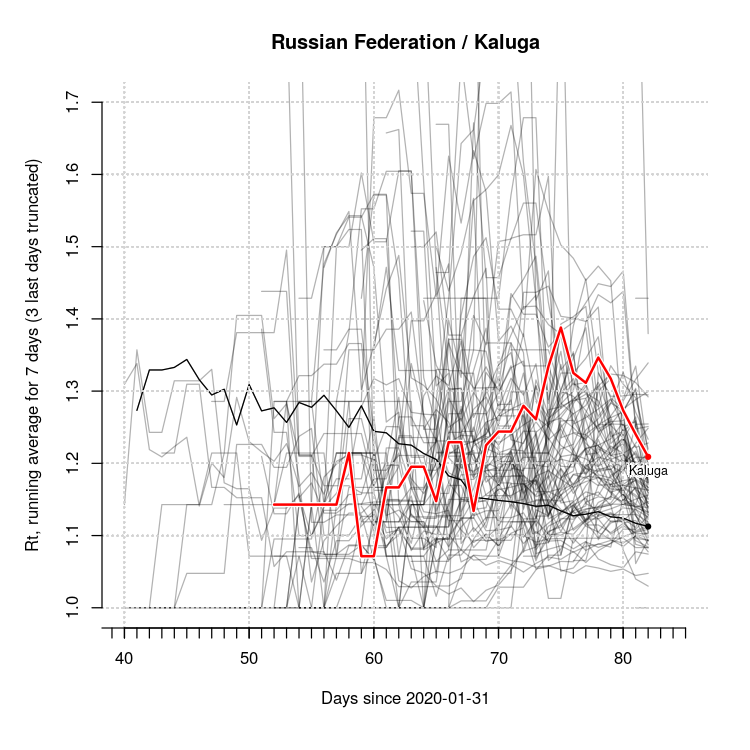 Russian Federation / Kaluga
Rt, running average for 7 days (3 last days truncated)
1.7
1.6
1.5
1.4
1.3
1.2
1.1
1.0
Kaluga
40 50 60 70 80
Days since 2020-01-31